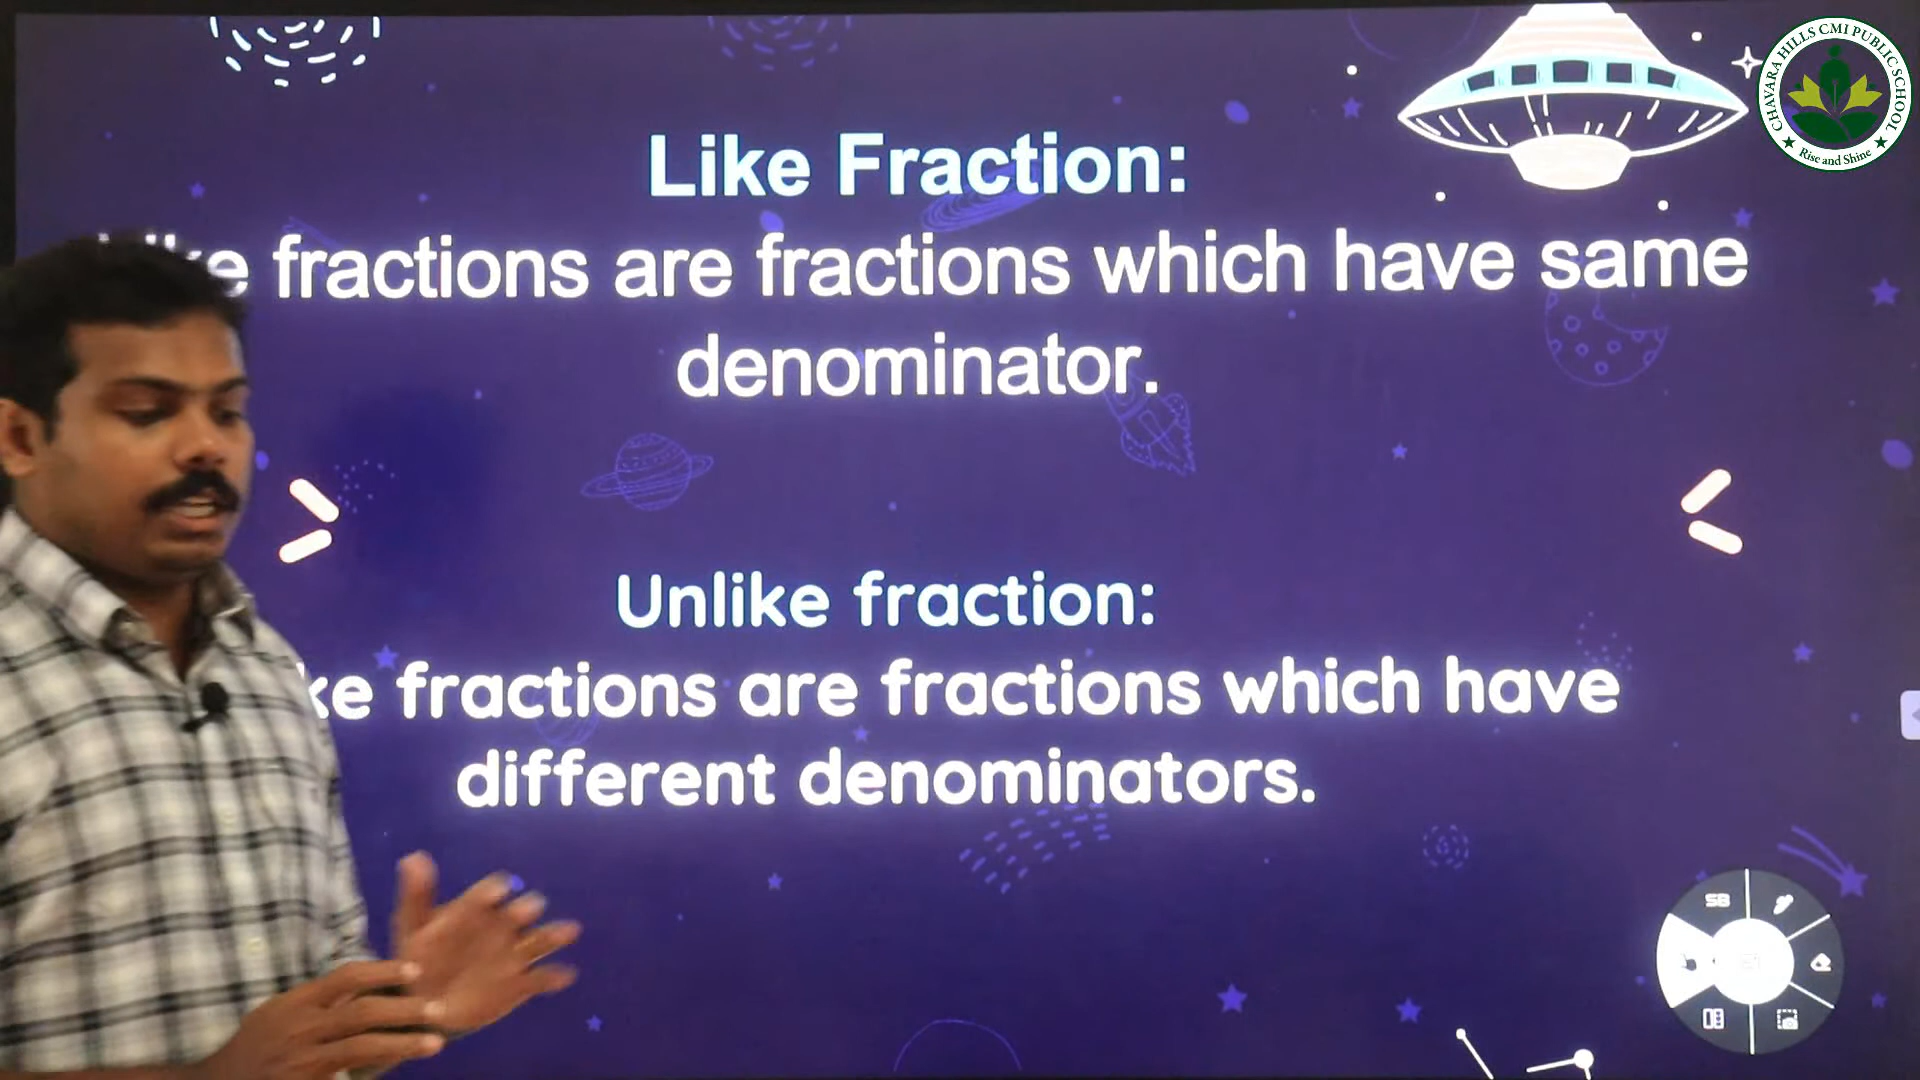 CHAVARA HILLS CMI PUBLIC SCHOOL
Rise and Shine
Like Fraction:
fractions are fractions which have same
denominator.
Unlike fraction:
fractions are fractions which have
different denominators.
SB